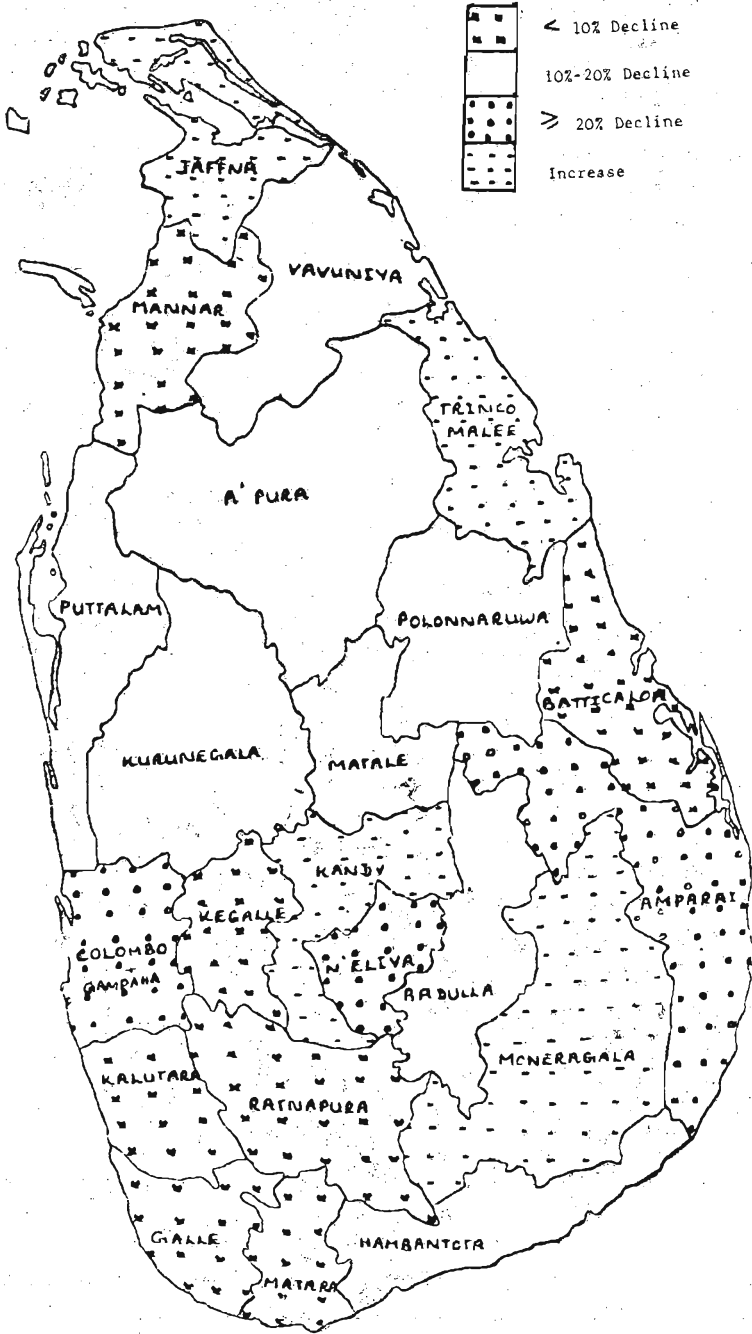 < 10% Decline
10%-20% Decline
⩾ 20% Decline
Increase
JAFFNA
VAVUNIYA
MANNAR
TRINCO
MALEE
A' PURA
PUTTALAM
POLONNARUWA
BATTICALOA
KURUNEGALA
MATALE
KANDY
KEGALLE
AMPARAI
COLOMBO
+
GAMPAHA
N'ELIYA
BADULLA
MONERAGALA
KALUTARA
RATNAPURA
GALLE
HAMBANTOTA
MATARA